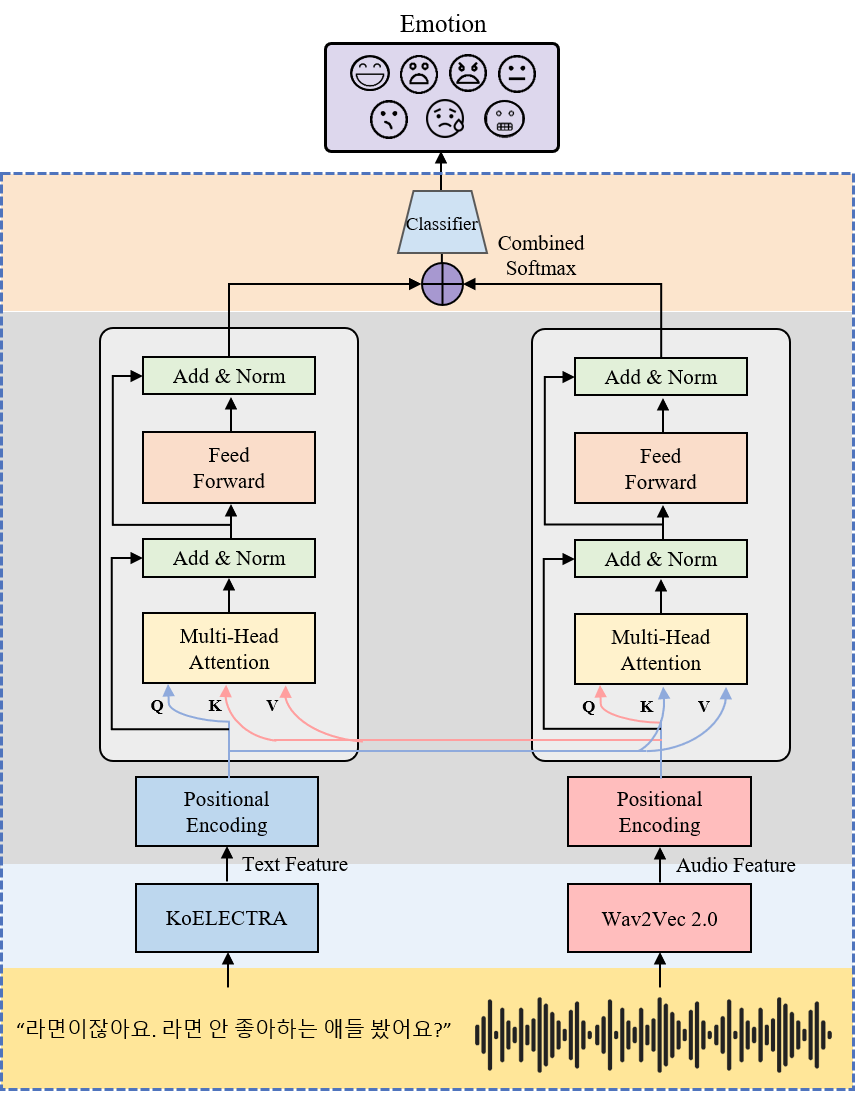 Emotion
Classifier
Combined
Softmax
Add & Norm
Feed
Forward
Add & Norm
Multi-Head
Attention
Q K V
Positional
Encoding
Text Feature
KoELECTRA
Add & Norm
Feed
Forward
Add & Norm
Multi-Head
Attention
Q K V
Positional
Encoding
Audio Feature
Wav2Vec 2.0
“라면이잖아요. 라면 안 좋아하는 애들 봤어요?”